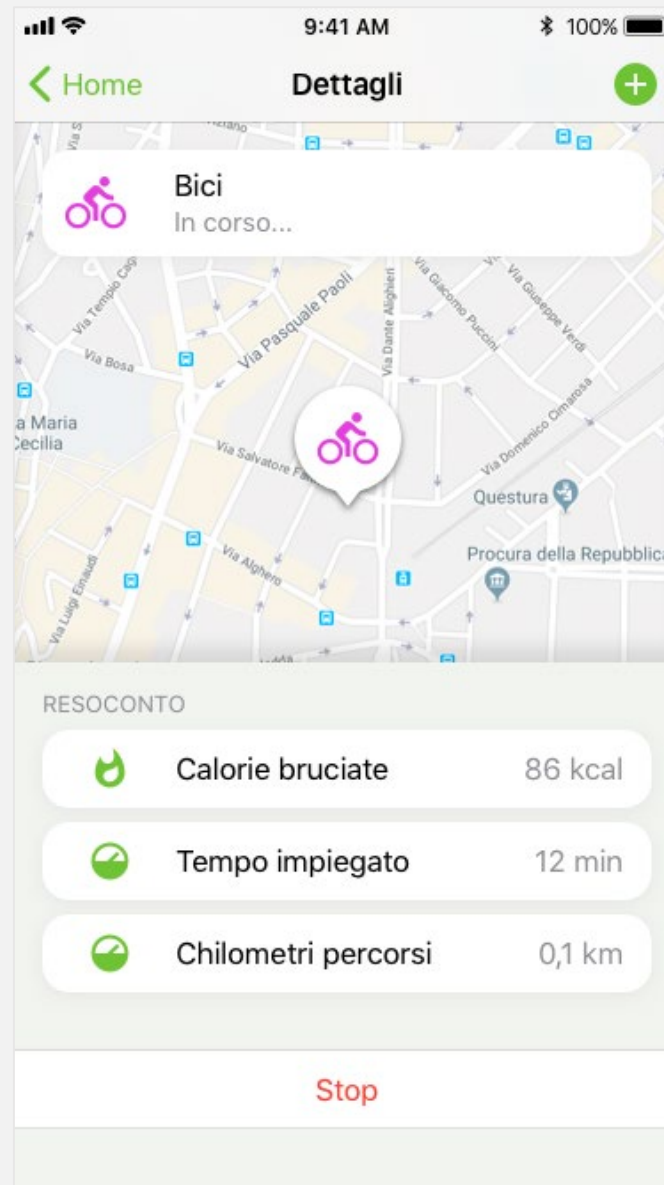 9:41 AM
100%
Home
Dettagli
Bici
In corso...
Via Tempio
Via Pasquale Paoli
Via Dante Alighieri
Via Giacomo Puccini
Via Giuseppe Verdi
Via Bosa
a Maria
Cecilia
Via Salvatore
Via Domenico Cimarosa
Questura
Procura della Repubblica
Via Alghero
Via Luigi Einaudi
RESOCONTO
Calorie bruciate 86 kcal
Tempo impiegato 12 min
Chilometri percorsi 0,1 km
Stop